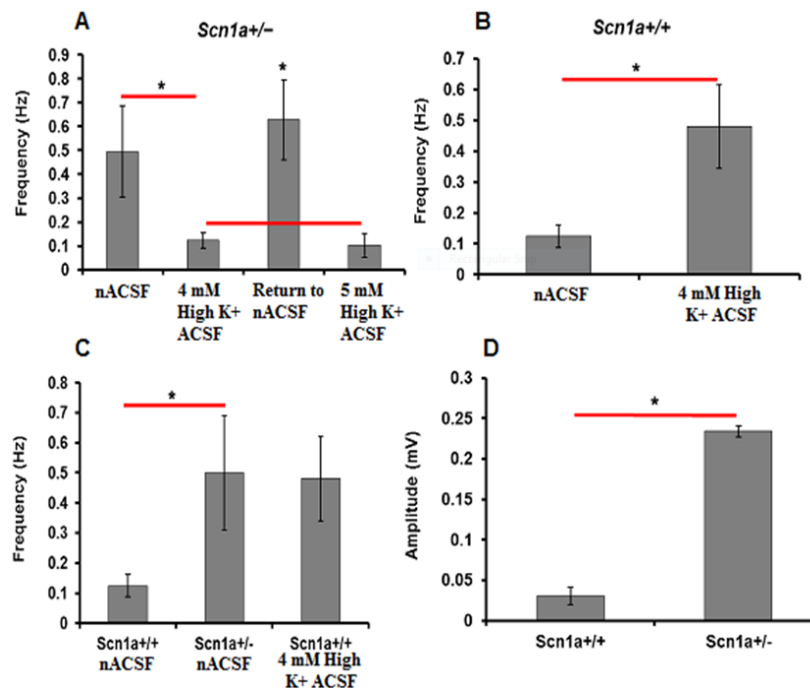 A
Scn1a+/−
Frequency (Hz)
0.9
0.8
0.7
0.6
0.5
0.4
0.3
0.2
0.1
0
*
*
nACSF
4 mM
High K+
ACSF
Return to
nACSF
5 mM
High K+
ACSF
B
Scn1a+/+
Frequency (Hz)
0.7
0.6
0.5
0.4
0.3
0.2
0.1
0
*
Rectangular Snip
nACSF
4 mM High
K+ ACSF
C
Frequency (Hz)
0.8
0.7
0.6
0.5
0.4
0.3
0.2
0.1
0
*
Scn1a+/+
nACSF
Scn1a+/-
nACSF
Scn1a+/+
4 mM High
K+ ACSF
D
Amplitude (mV)
0.3
0.25
0.2
0.15
0.1
0.05
0
*
Scn1a+/+
Scn1a+/-